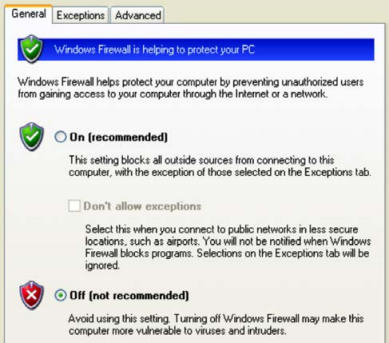 General Exceptions Advanced
Windows Firewall is helping to protect your PC
Windows Firewall helps protect your computer by preventing unauthorized users
from gaining access to your computer through the Internet or a network.
On (recommended)
This setting blocks all outside sources from connecting to this
computer, with the exception of those selected on the Exceptions tab.
Don't allow exceptions
Select this when you connect to public networks in less secure
locations, such as airports. You will not be notified when Windows
Firewall blocks programs. Selections on the Exceptions tab will be
ignored.
Off (not recommended)
Avoid using this setting. Turning off Windows Firewall may make this
computer more vulnerable to viruses and intruders.